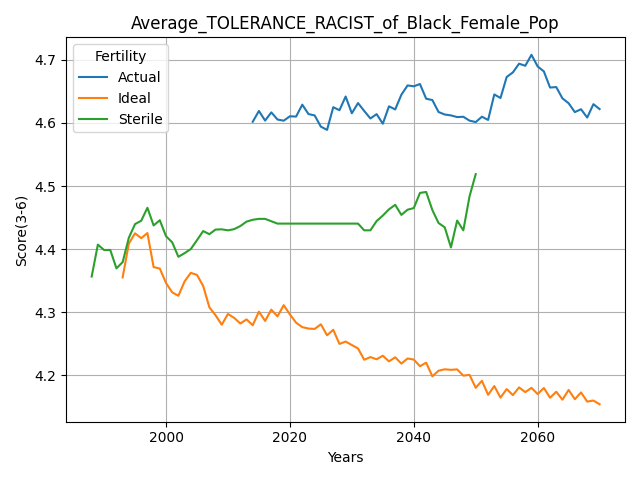 Average_TOLERANCE_RACIST_of_Black_Female_Pop
Fertility
Actual
Ideal
Sterile
Score(3-6)
4.7
4.6
4.5
4.4
4.3
4.2
2000 2020 2040 2060
Years